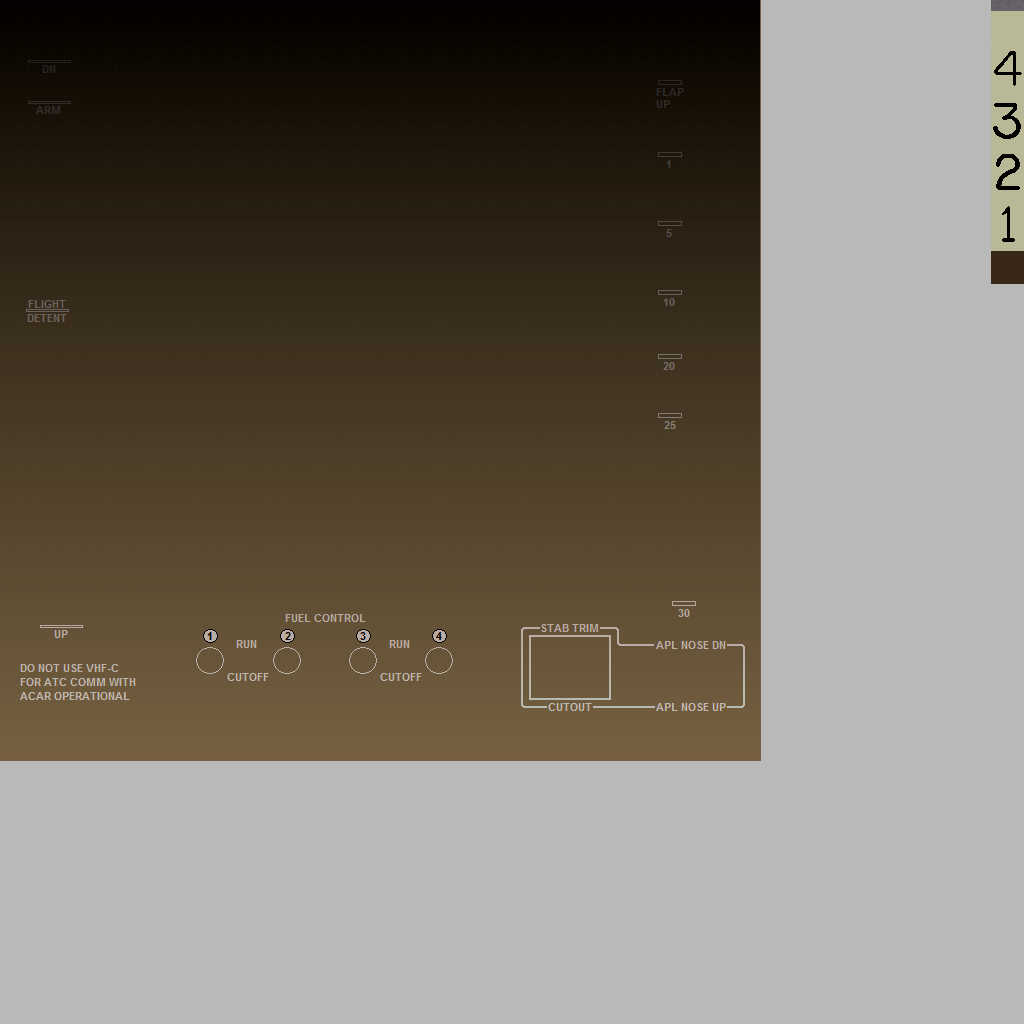 DN
ARM
FLAP
UP
1
5
10
20
25
30
FLIGHT
DETENT
UP
DO NOT USE VHF-C
FOR ATC COMM WITH
ACAR OPERATIONAL
FUEL CONTROL
1 2 3 4
RUN RUN
CUTOFF CUTOFF
STAB TRIM
APL NOSE DN
CUTOUT
APL NOSE UP
4
3
2
1